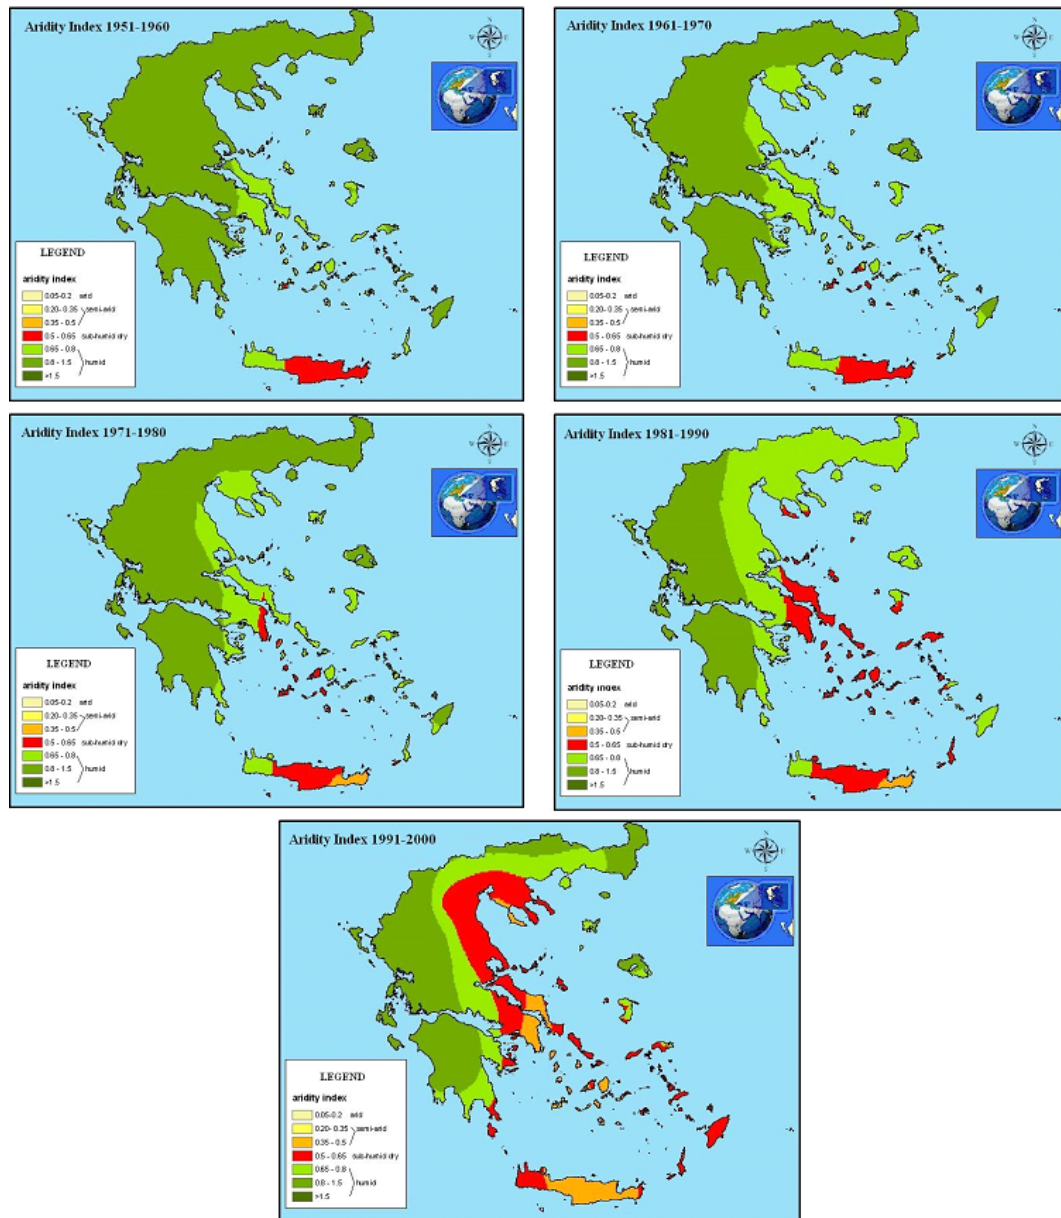 Aridity Index 1951-1960
N
W E
S
LEGEND
aridity index
0.05-0.2 arid
0.20- 0.35 semi-arid
0.35 - 0.5
0.5 - 0.65 sub-humid dry
0.65 - 0.8
0.8 - 1.5 humid
>1.5
Aridity Index 1961-1970
N
W E
S
LEGEND
aridity index
0.05-0.2 arid
0.20- 0.35 semi-arid
0.35 - 0.5
0.5 - 0.65 sub-humid dry
0.65 - 0.8
0.8 - 1.5 humid
>1.5
Aridity Index 1971-1980
N
W E
S
LEGEND
aridity index
0.05-0.2 arid
0.20- 0.35 semi-arid
0.35 - 0.5
0.5 - 0.65 sub-humid dry
0.65 - 0.8
0.8 - 1.5 humid
>1.5
Aridity Index 1981-1990
N
W E
S
LEGEND
aridity index
0.05-0.2 arid
0.20- 0.35 semi-arid
0.35 - 0.5
0.5 - 0.65 sub-humid dry
0.65 - 0.8
0.8 - 1.5 humid
>1.5
Aridity Index 1991-2000
N
W E
S
LEGEND
aridity index
0.05-0.2 arid
0.20- 0.35 semi-arid
0.35 - 0.5
0.5 - 0.65 sub-humid dry
0.65 - 0.8
0.8 - 1.5 humid
>1.5